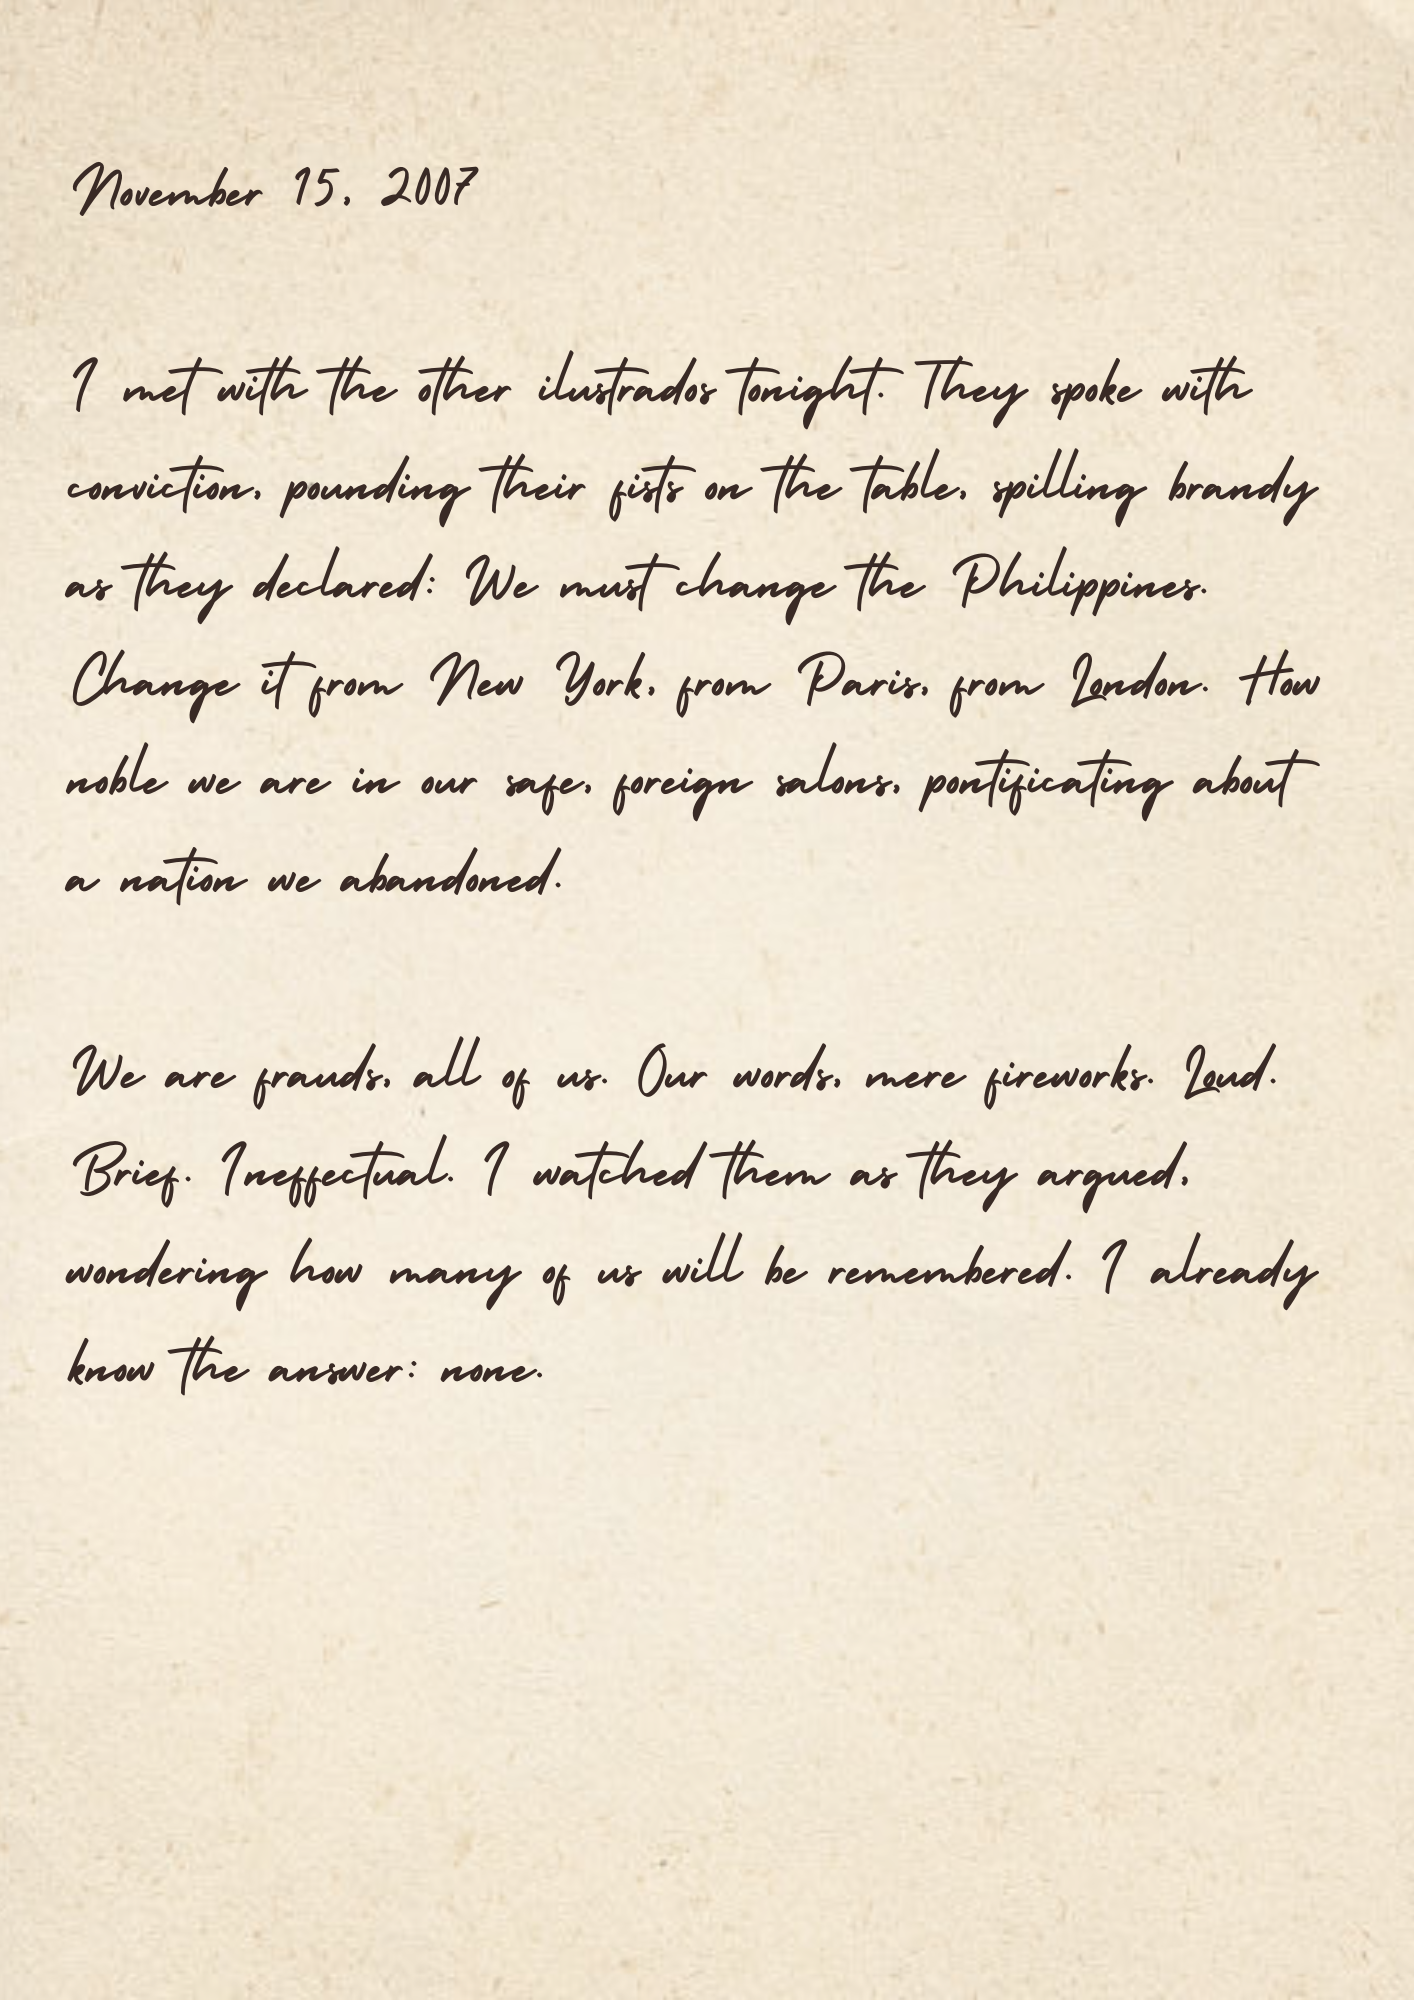 November 15, 2007
I met with the other ilustrados tonight. They spoke with
conviction, pounding their fists on the table, spilling brandy
as they declared: We must change the Philippines.
Change it from New York, from Paris, from London. How
noble we are in our safe, foreign salons, pontificating about
a nation we abandoned.
We are frauds, all of us. Our words, mere fireworks. Loud.
Brief. Ineffectual. I watched them as they argued,
wondering how many of us will be remembered. I already
know the answer: none.